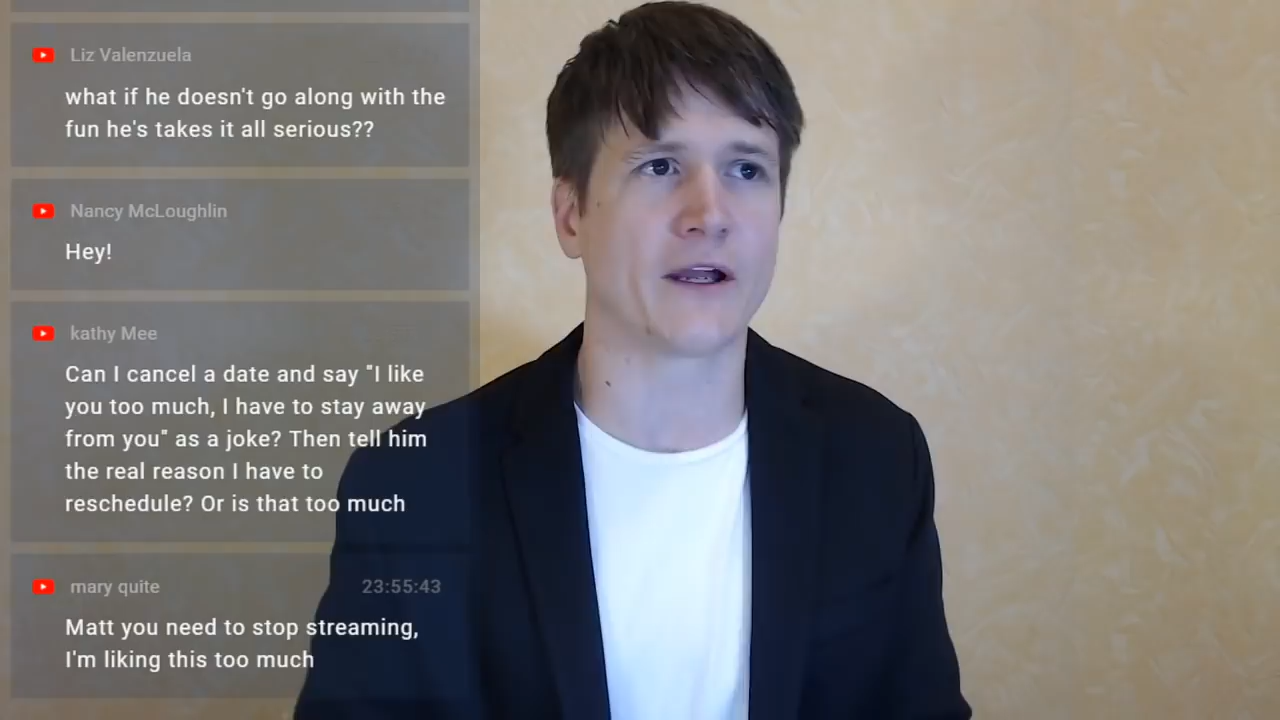 Liz Valenzuela
what if he doesn't go along with the
fun he's takes it all serious??
Nancy McLoughlin
Hey!
kathy Mee
Can I cancel a date and say "I like
you too much, I have to stay away
from you" as a joke? Then tell him
the real reason I have to
reschedule? Or is that too much
mary quite 23:55:43
Matt you need to stop streaming,
I'm liking this too much